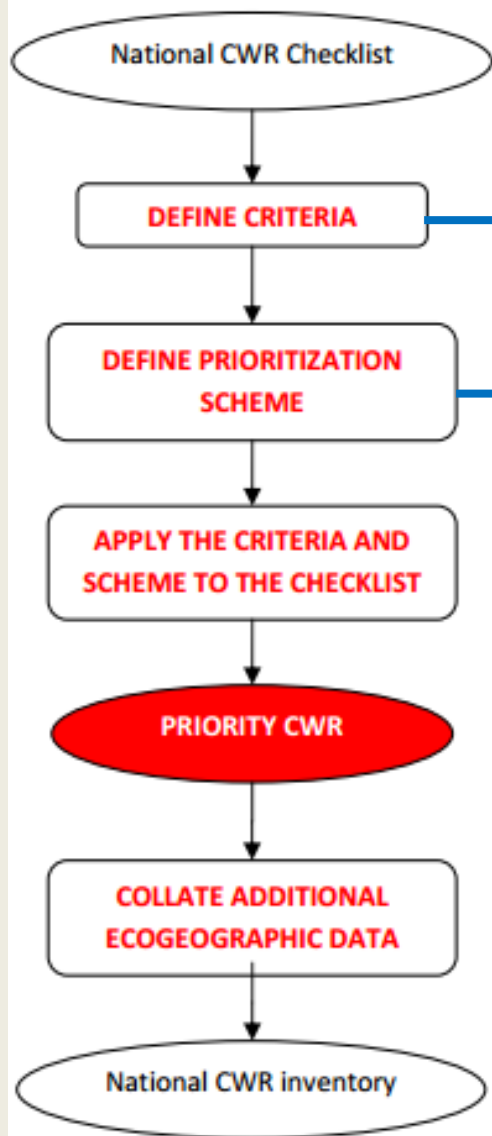 National CWR Checklist
DEFINE CRITERIA
DEFINE PRIORITIZATION
SCHEME
APPLY THE CRITERIA AND
SCHEME TO THE CHECKLIST
PRIORITY CWR
COLLATE ADDITIONAL
ECOGEOGRAPHIC DATA
National CWR inventory